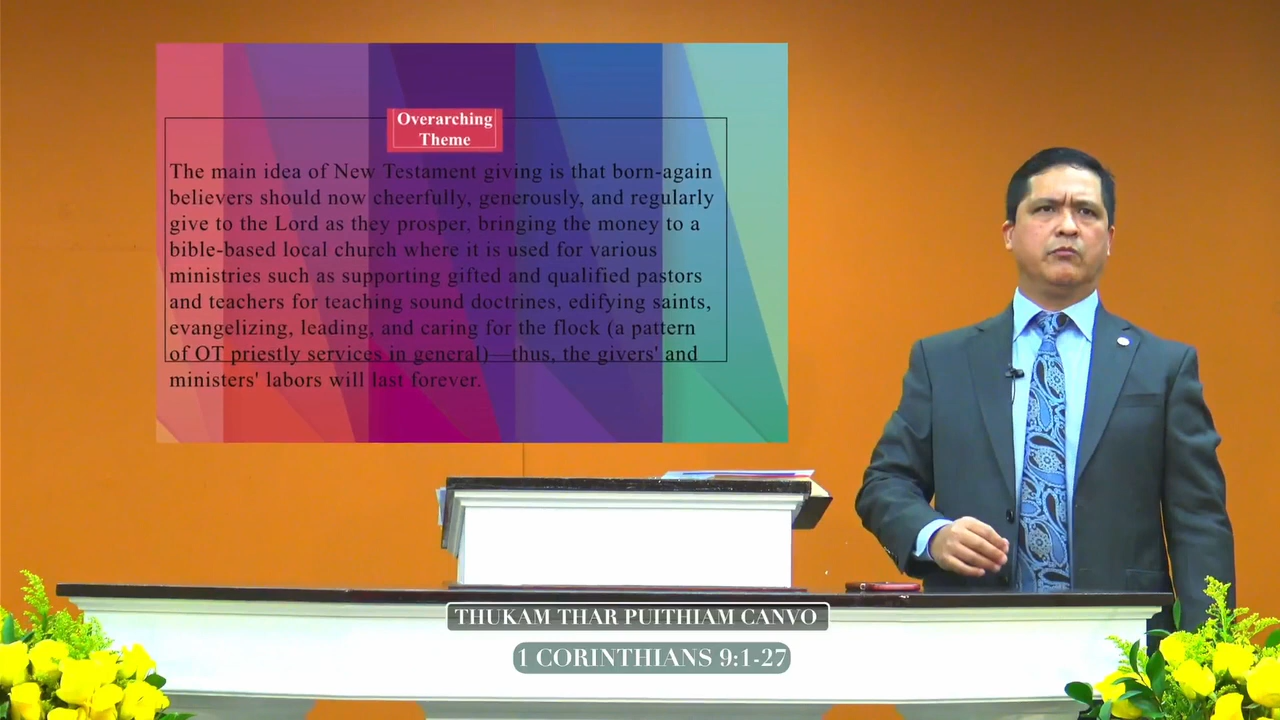 Overarching
Theme
The main idea of New Testament giving is that born-again
believers should now cheerfully, generously, and regularly
give to the Lord as they prosper, bringing the money to a
bible-based local church where it is used for various
ministries such as supporting gifted and qualified pastors
and teachers for teaching sound doctrines, edifying saints,
evangelizing, leading, and caring for the flock (a pattern
of OT priestly services in general)—thus, the givers' and
ministers' labors will last forever.
THUKAM THAR PUITHIAM CANVO
1 CORINTHIANS 9:1-27